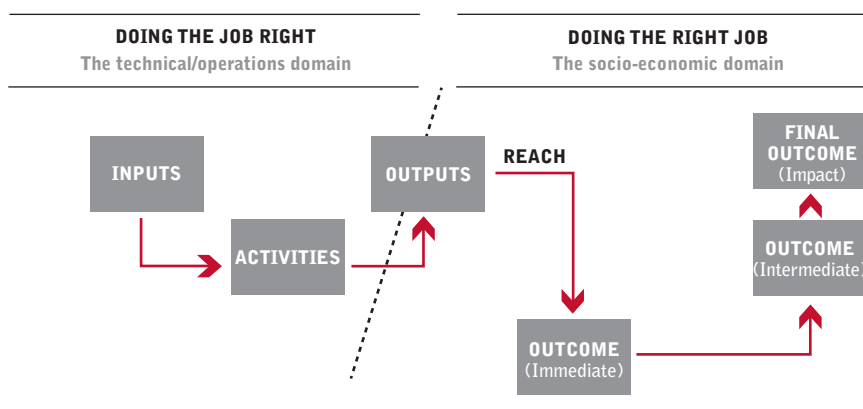 DOING THE JOB RIGHT
The technical/operations domain
DOING THE RIGHT JOB
The socio-economic domain
INPUTS
ACTIVITIES
OUTPUTS
REACH
OUTCOME
(Immediate)
OUTCOME
(Intermediate)
FINAL
OUTCOME
(Impact)